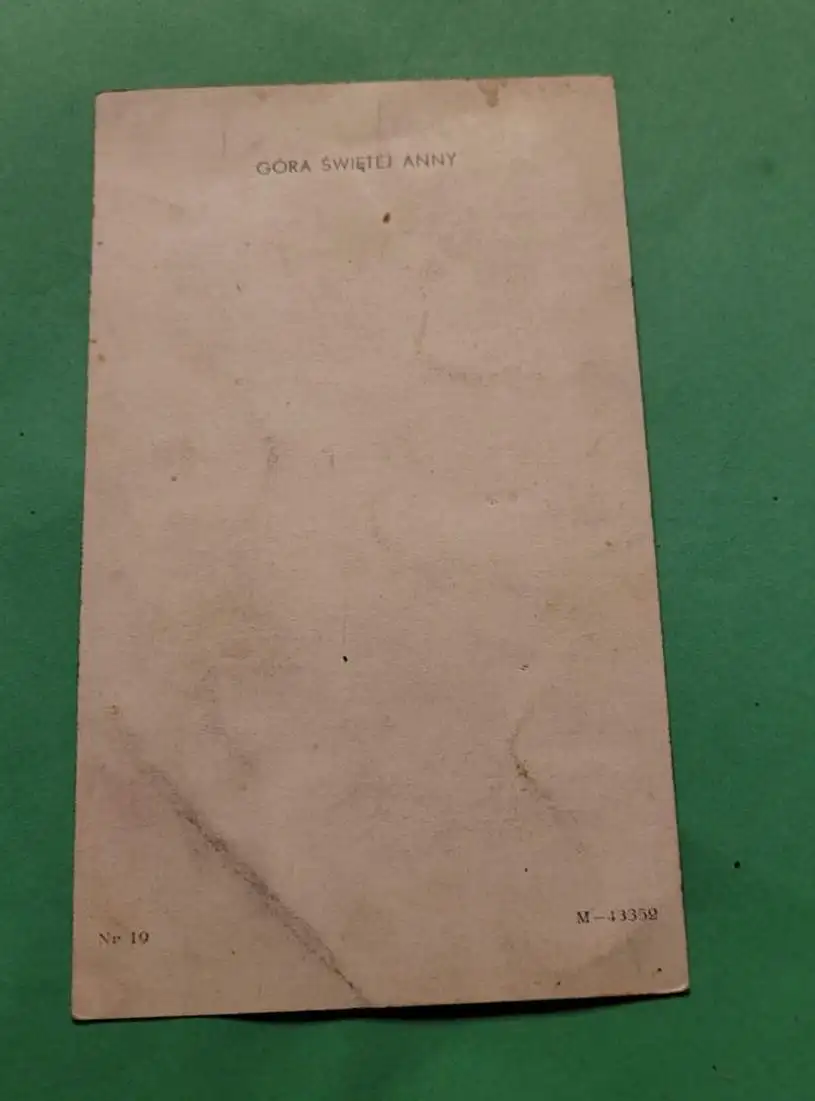 GÓRA ŚWIĘTEJ ANNY
M—43352
Nr 19